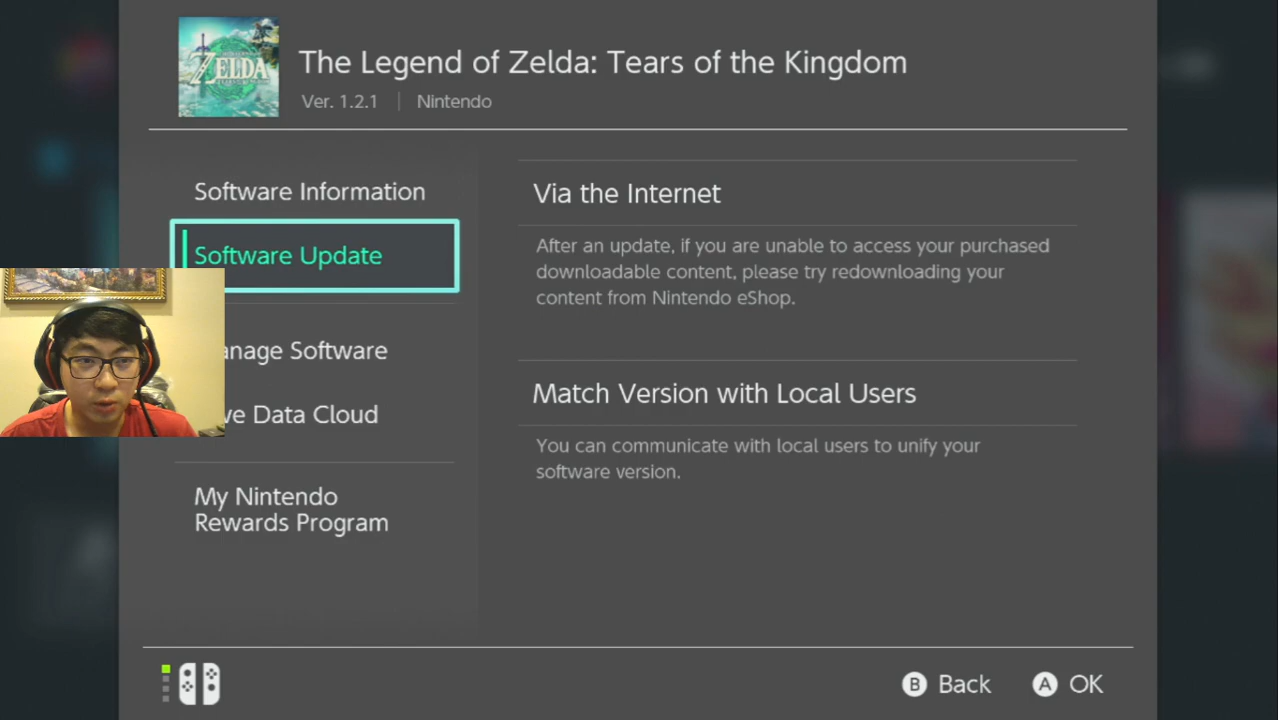 ZELDA
The Legend of Zelda: Tears of the Kingdom
Ver. 1.2.1 | Nintendo
Software Information
Software Update
anage Software
ve Data Cloud
My Nintendo
Rewards Program
Via the Internet
After an update, if you are unable to access your purchased
downloadable content, please try redownloading your
content from Nintendo eShop.
Match Version with Local Users
You can communicate with local users to unify your
software version.
B Back
A OK